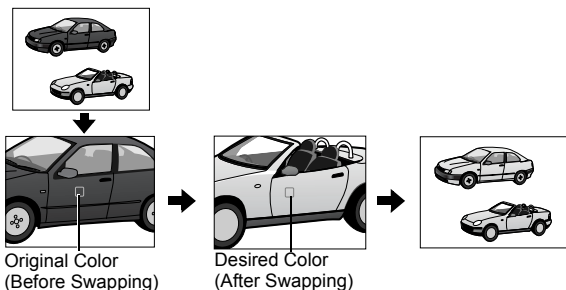 Original Color
(Before Swapping)
Desired Color
(After Swapping)